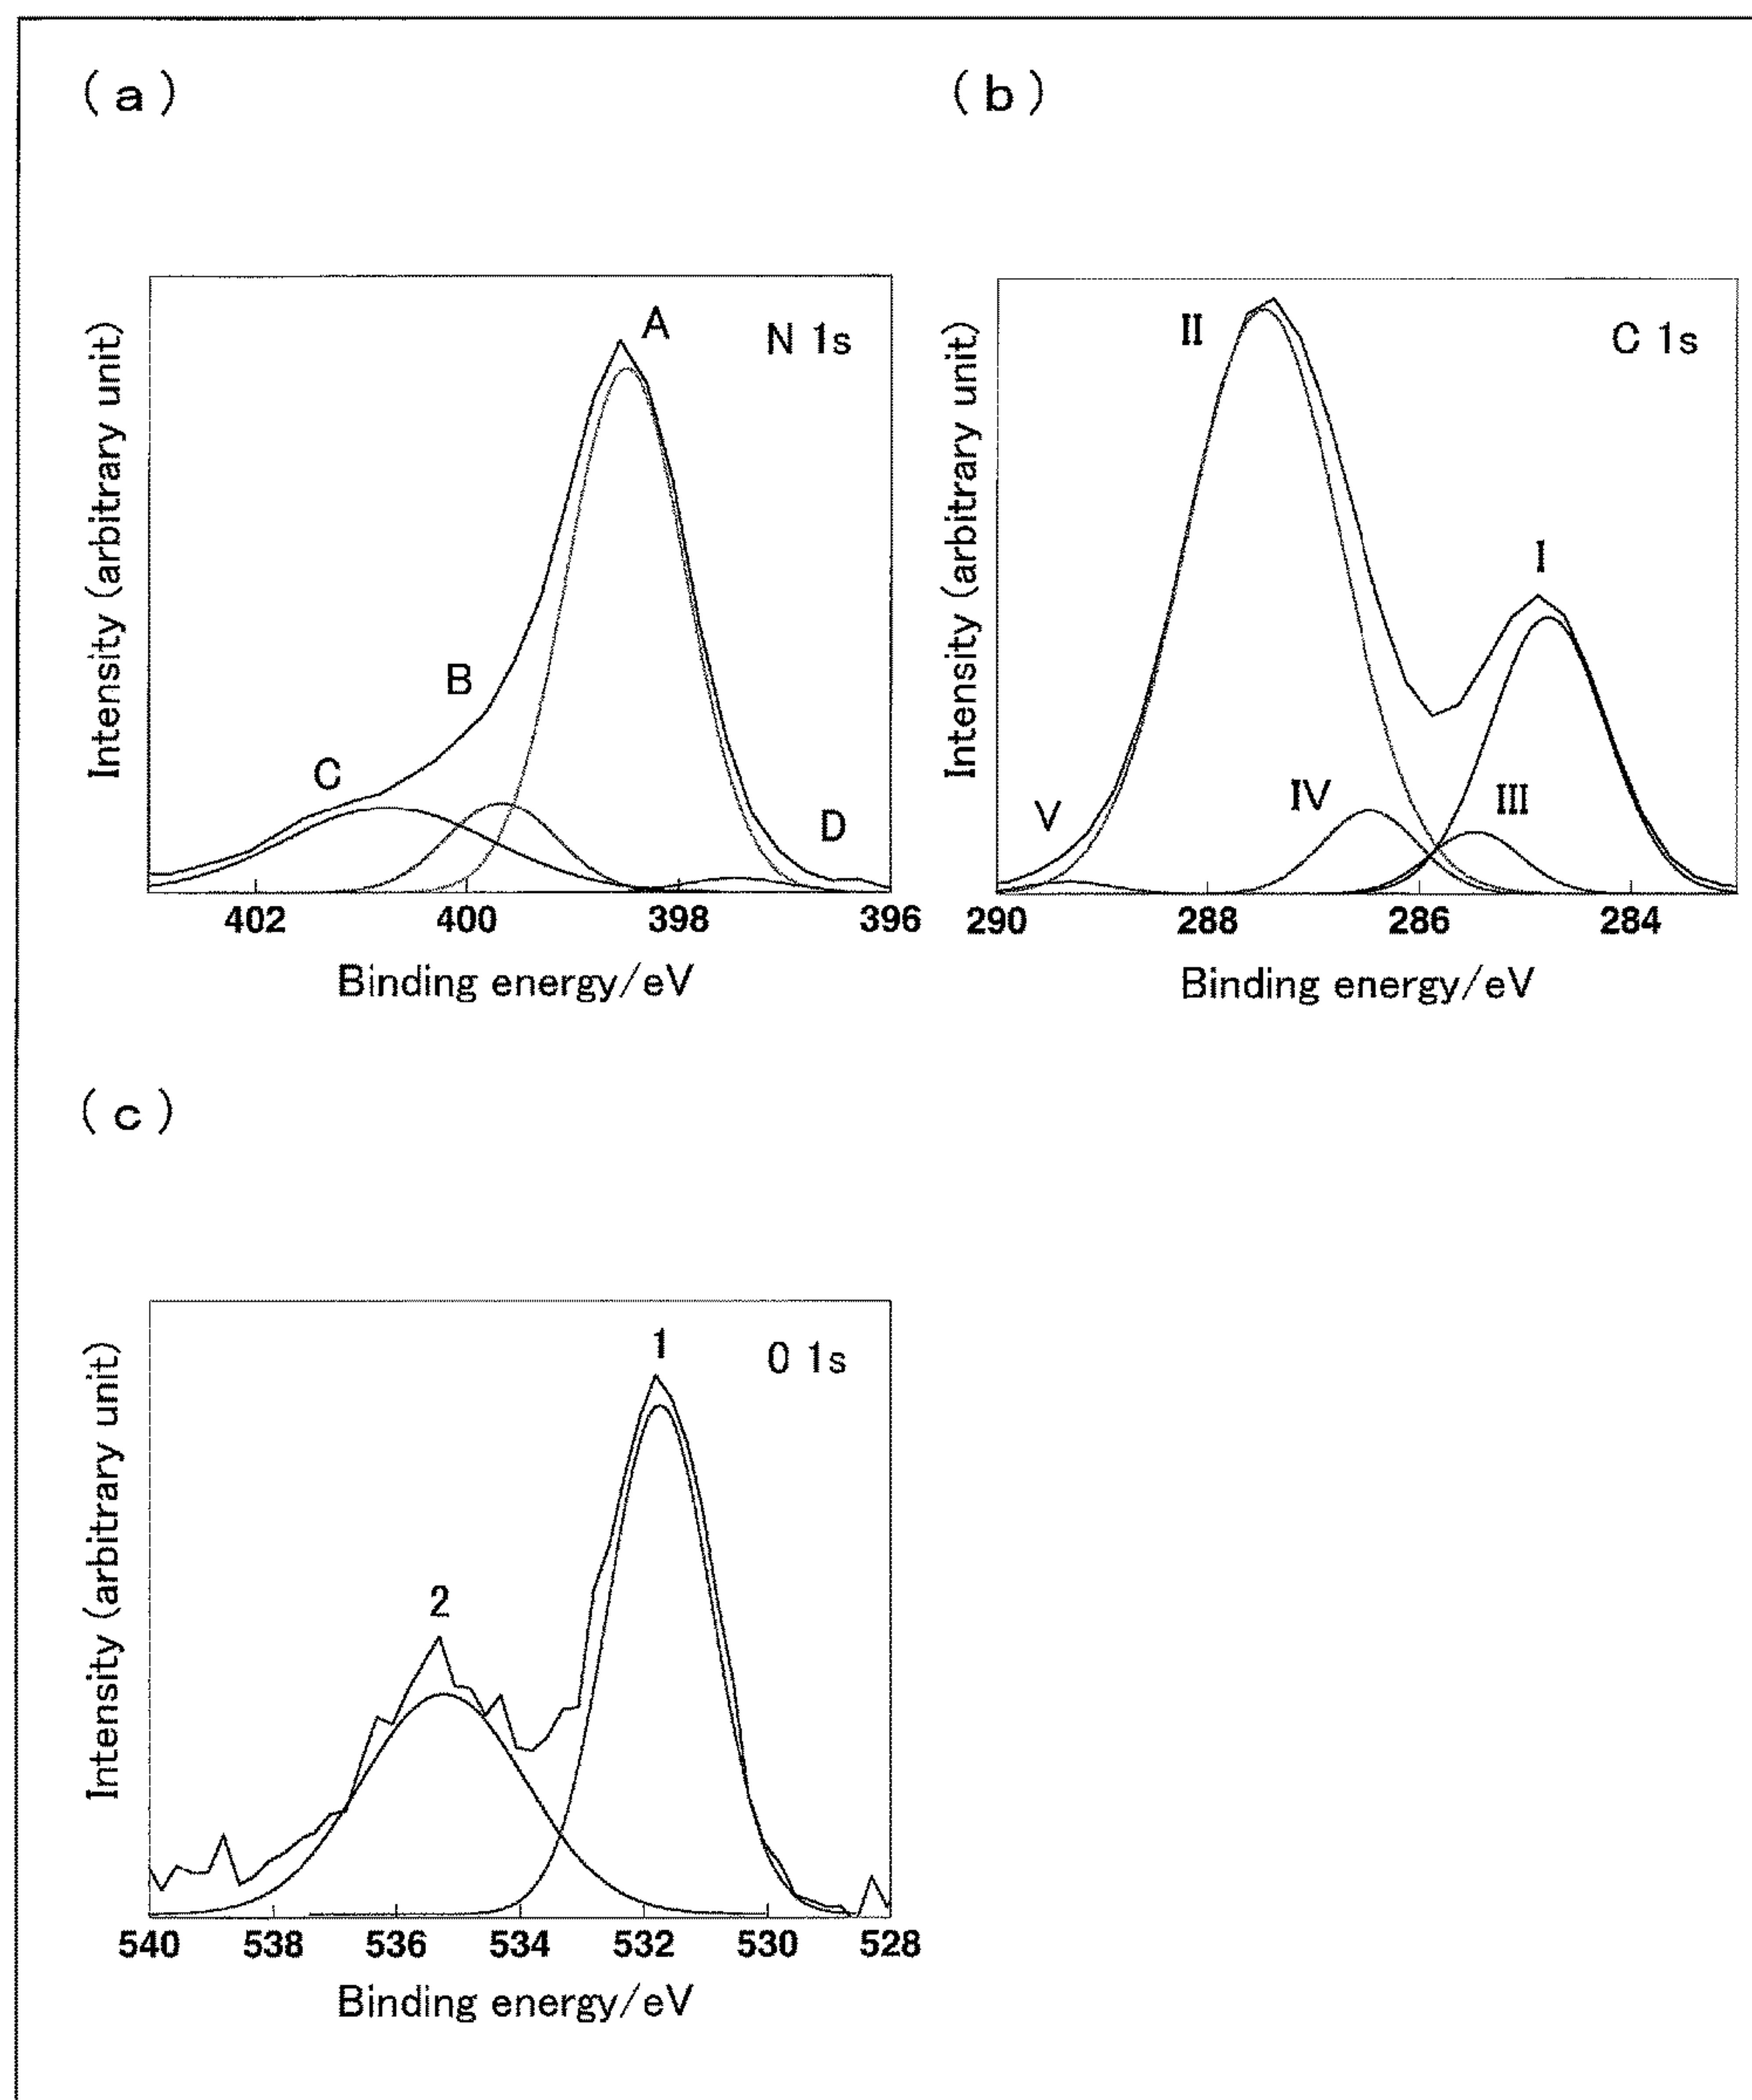 (a)
Intensity (arbitrary unit)
N 1s
A
B
C
D
402 400 398 396
Binding energy/eV
(b)
Intensity (arbitrary unit)
C 1s
II
I
V
IV
III
290 288 286 284
Binding energy/eV
(c)
Intensity (arbitrary unit)
O 1s
1
2
540 538 536 534 532 530 528
Binding energy/eV